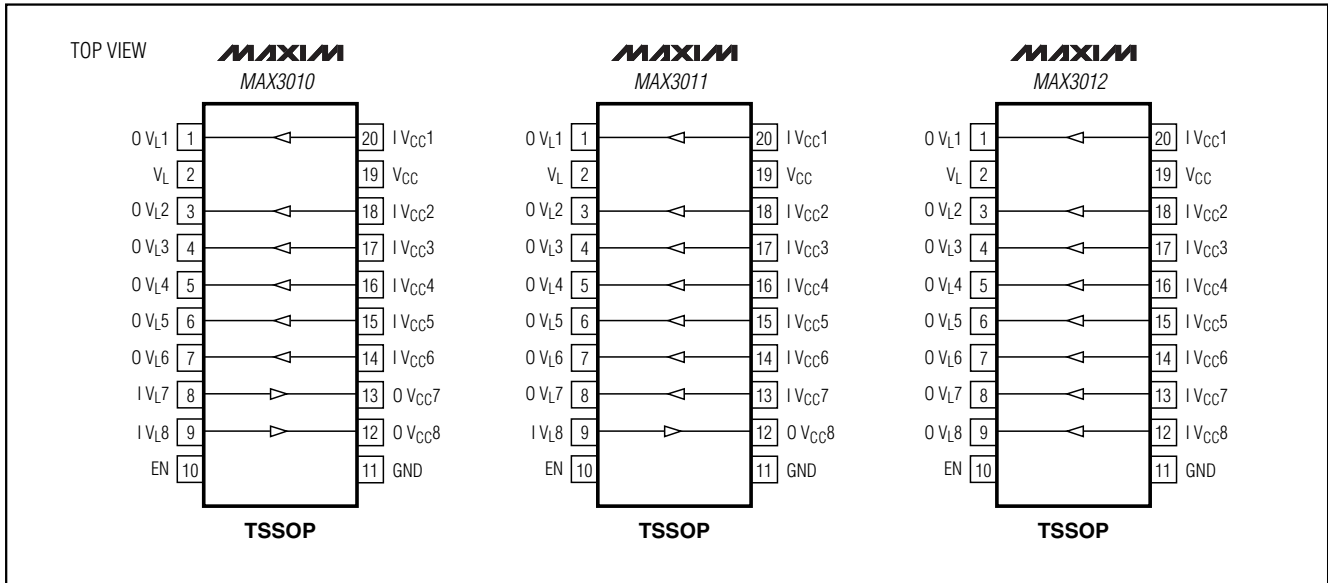 TOP VIEW
MAXIM MAXIM MAXIM
MAX3010 MAX3011 MAX3012
O VL1 1 20 I VCC1 O VL1 1 20 I VCC1 O VL1 1 20 I VCC1
VL 2 19 VCC VL 2 19 VCC VL 2 19 VCC
O VL2 3 18 I VCC2 O VL2 3 18 I VCC2 O VL2 3 18 I VCC2
O VL3 4 17 I VCC3 O VL3 4 17 I VCC3 O VL3 4 17 I VCC3
O VL4 5 16 I VCC4 O VL4 5 16 I VCC4 O VL4 5 16 I VCC4
O VL5 6 15 I VCC5 O VL5 6 15 I VCC5 O VL5 6 15 I VCC5
O VL6 7 14 I VCC6 O VL6 7 14 I VCC6 O VL6 7 14 I VCC6
I VL7 8 13 O VCC7 O VL7 8 13 I VCC7 O VL7 8 13 I VCC7
I VL8 9 12 O VCC8 I VL8 9 12 O VCC8 O VL8 9 12 I VCC8
EN 10 11 GND EN 10 11 GND EN 10 11 GND
TSSOP TSSOP TSSOP